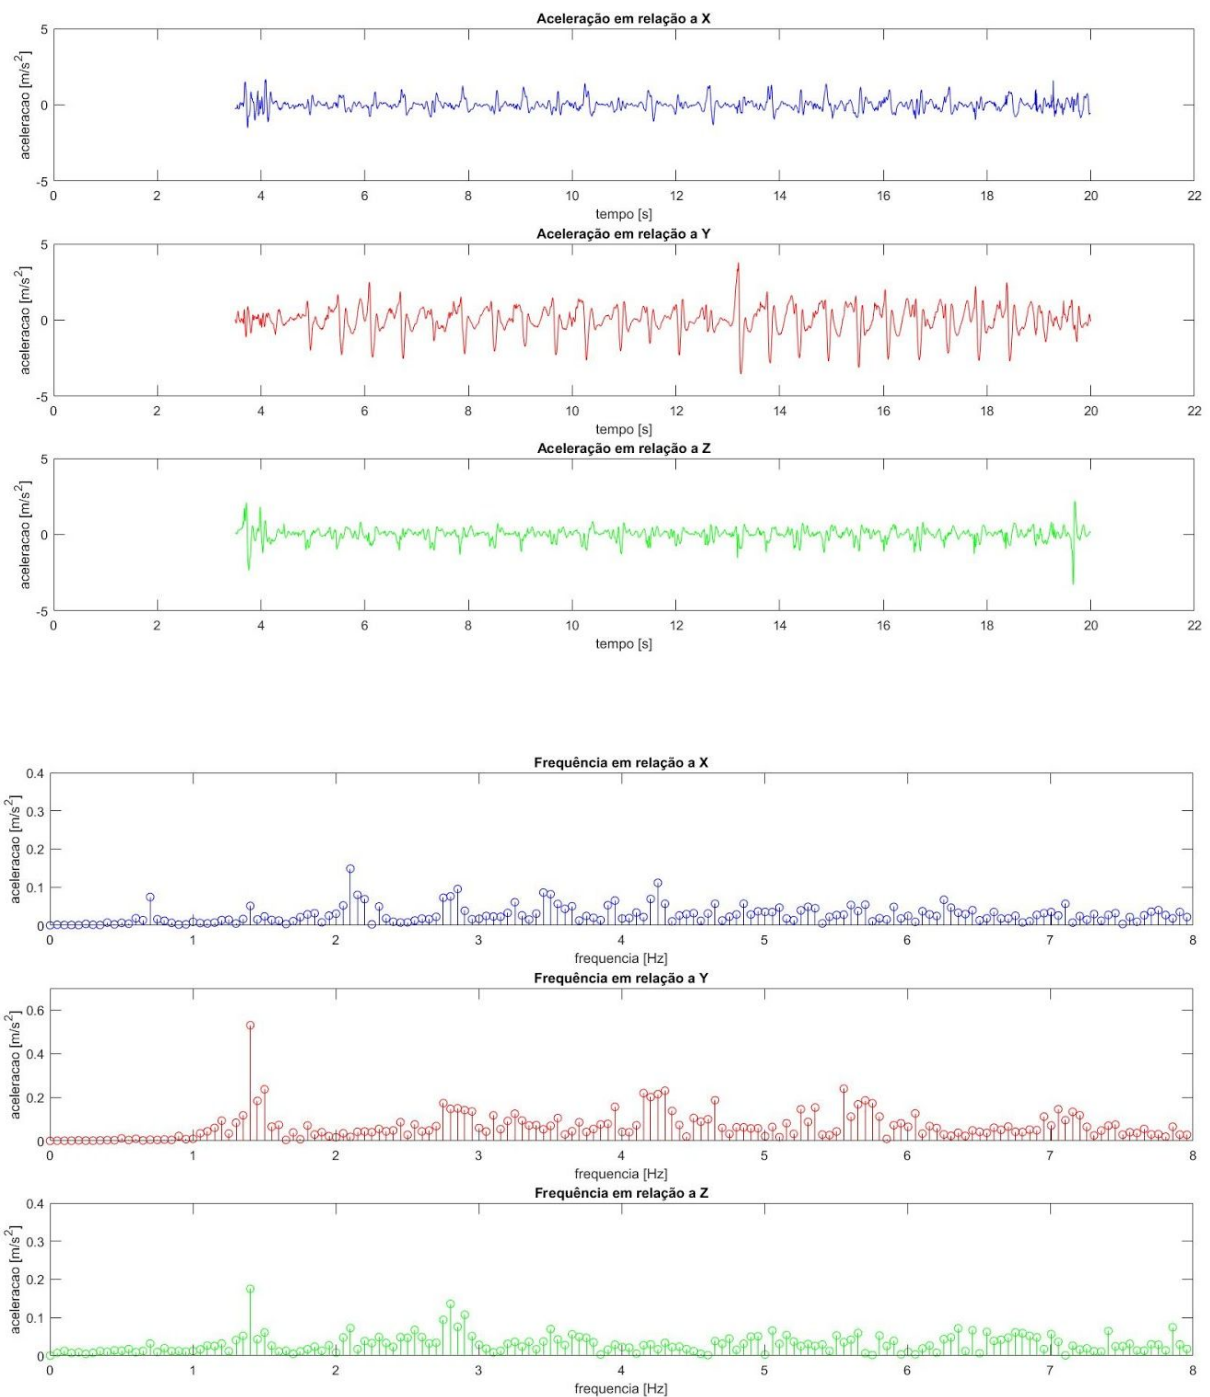 Aceleração em relação a X
5
0
-5
aceleracao [m/s²]
0 2 4 6 8 10 12 14 16 18 20 22
tempo [s]
Aceleração em relação a Y
5
0
-5
aceleracao [m/s²]
0 2 4 6 8 10 12 14 16 18 20 22
tempo [s]
Aceleração em relação a Z
5
0
-5
aceleracao [m/s²]
0 2 4 6 8 10 12 14 16 18 20 22
tempo [s]
Frequência em relação a X
0.4
0.3
0.2
0.1
0
aceleracao [m/s²]
0 1 2 3 4 5 6 7 8
frequencia [Hz]
Frequência em relação a Y
0.6
0.4
0.2
0
aceleracao [m/s²]
0 1 2 3 4 5 6 7 8
frequencia [Hz]
Frequência em relação a Z
0.4
0.3
0.2
0.1
0
aceleracao [m/s²]
0 1 2 3 4 5 6 7 8
frequencia [Hz]